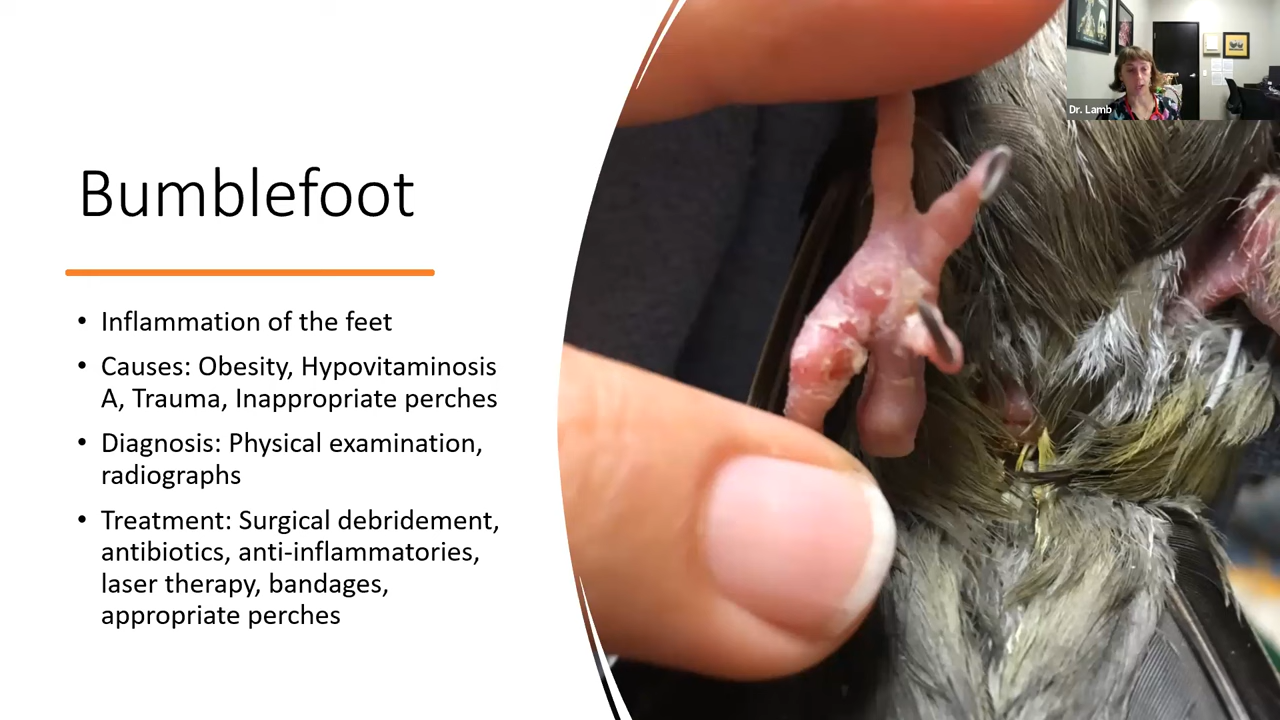 Dr. Lamb
Bumblefoot
• Inflammation of the feet
• Causes: Obesity, Hypovitaminosis
A, Trauma, Inappropriate perches
• Diagnosis: Physical examination,
radiographs
• Treatment: Surgical debridement,
antibiotics, anti-inflammatories,
laser therapy, bandages,
appropriate perches